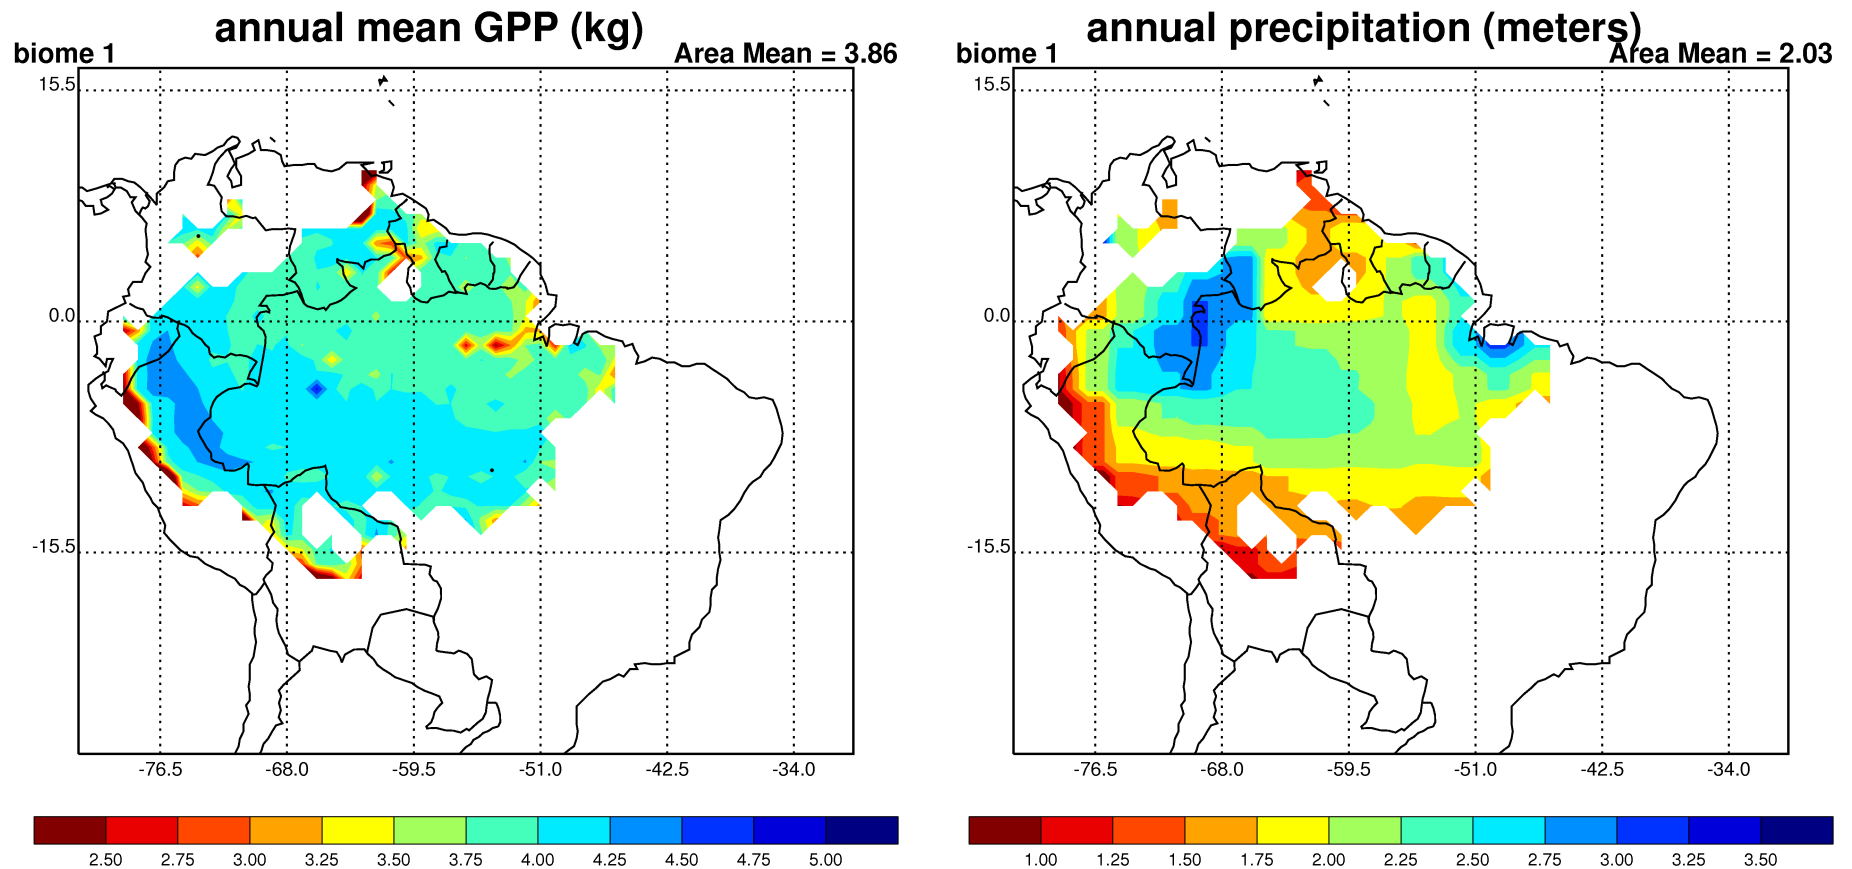 annual mean GPP (kg)
biome 1
Area Mean = 3.86
15.5
0.0
-15.5
-76.5 -68.0 -59.5 -51.0 -42.5 -34.0
2.50 2.75 3.00 3.25 3.50 3.75 4.00 4.25 4.50 4.75 5.00
annual precipitation (meters)
biome 1
Area Mean = 2.03
15.5
0.0
-15.5
-76.5 -68.0 -59.5 -51.0 -42.5 -34.0
1.00 1.25 1.50 1.75 2.00 2.25 2.50 2.75 3.00 3.25 3.50